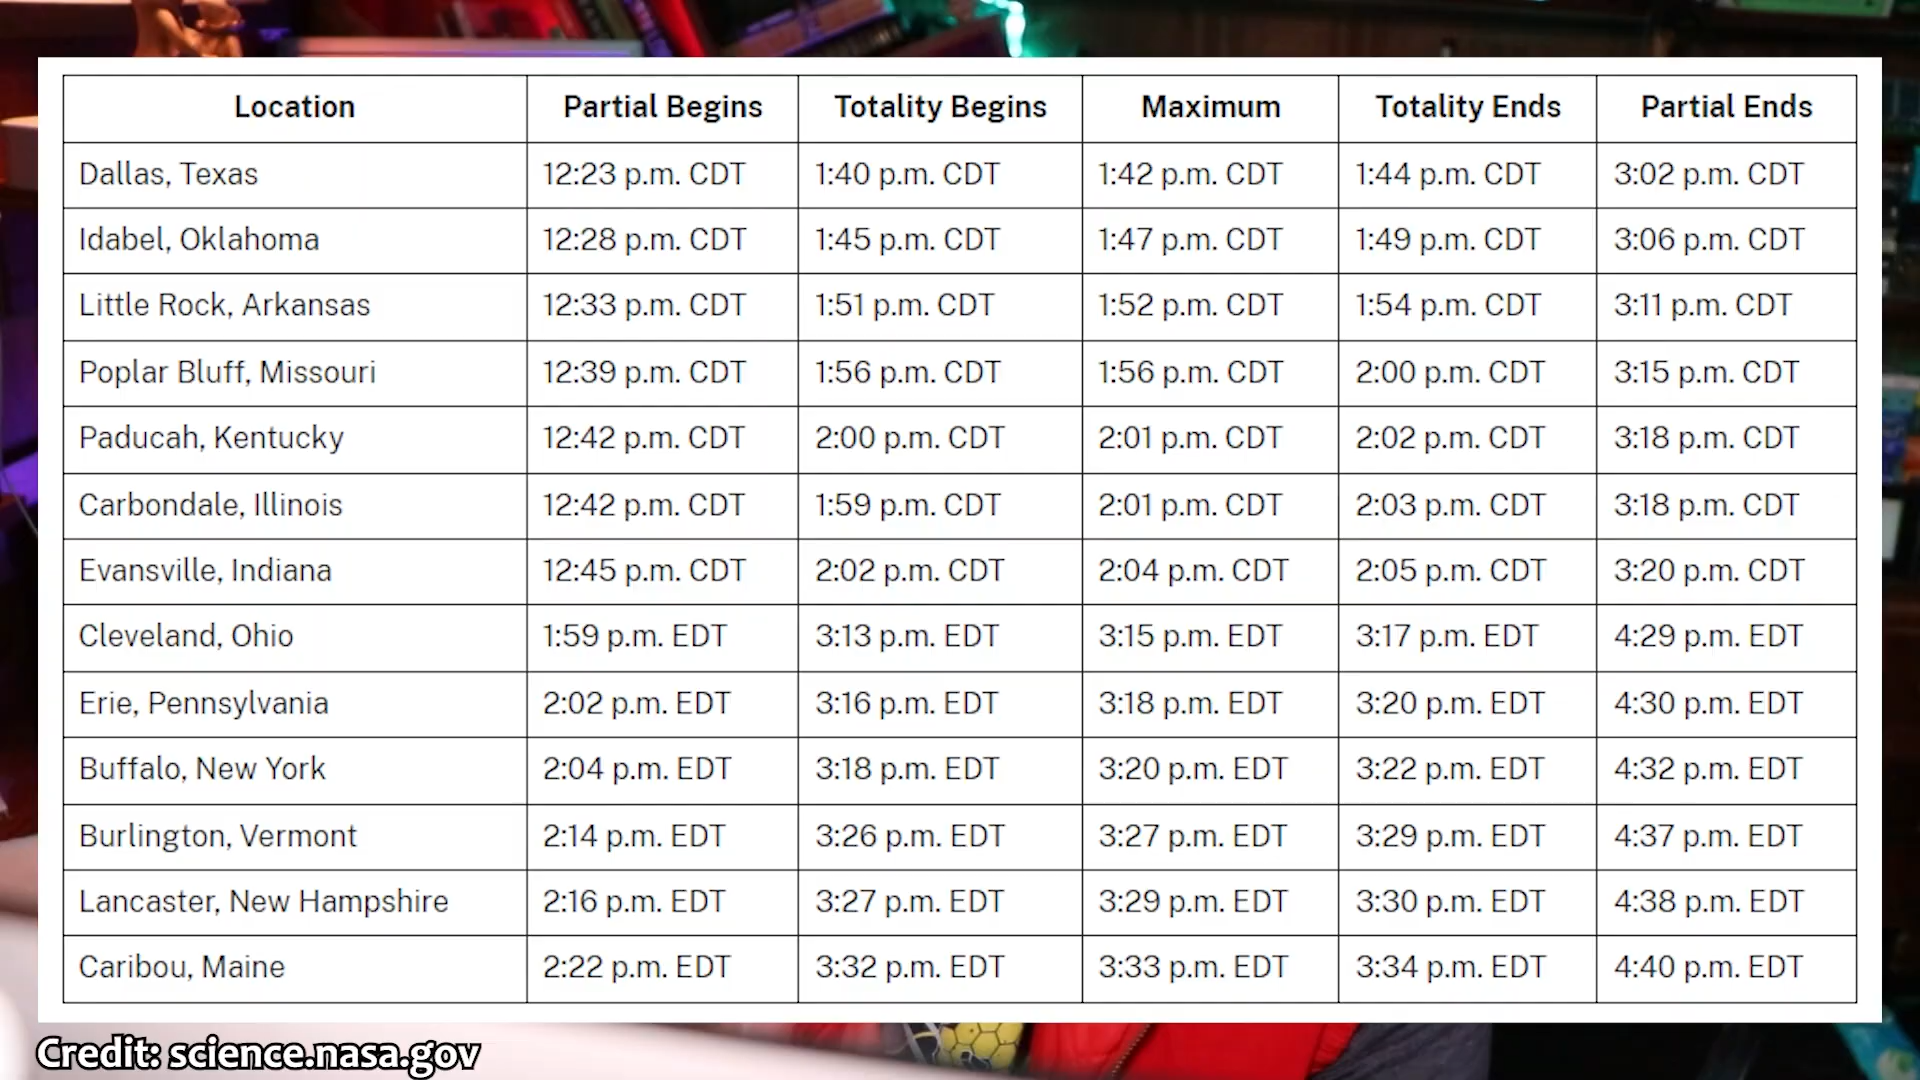 Location Partial Begins Totality Begins Maximum Totality Ends Partial Ends
Dallas, Texas 12:23 p.m. CDT 1:40 p.m. CDT 1:42 p.m. CDT 1:44 p.m. CDT 3:02 p.m. CDT
Idabel, Oklahoma 12:28 p.m. CDT 1:45 p.m. CDT 1:47 p.m. CDT 1:49 p.m. CDT 3:06 p.m. CDT
Little Rock, Arkansas 12:33 p.m. CDT 1:51 p.m. CDT 1:52 p.m. CDT 1:54 p.m. CDT 3:11 p.m. CDT
Poplar Bluff, Missouri 12:39 p.m. CDT 1:56 p.m. CDT 1:56 p.m. CDT 2:00 p.m. CDT 3:15 p.m. CDT
Paducah, Kentucky 12:42 p.m. CDT 2:00 p.m. CDT 2:01 p.m. CDT 2:02 p.m. CDT 3:18 p.m. CDT
Carbondale, Illinois 12:42 p.m. CDT 1:59 p.m. CDT 2:01 p.m. CDT 2:03 p.m. CDT 3:18 p.m. CDT
Evansville, Indiana 12:45 p.m. CDT 2:02 p.m. CDT 2:04 p.m. CDT 2:05 p.m. CDT 3:20 p.m. CDT
Cleveland, Ohio 1:59 p.m. EDT 3:13 p.m. EDT 3:15 p.m. EDT 3:17 p.m. EDT 4:29 p.m. EDT
Erie, Pennsylvania 2:02 p.m. EDT 3:16 p.m. EDT 3:18 p.m. EDT 3:20 p.m. EDT 4:30 p.m. EDT
Buffalo, New York 2:04 p.m. EDT 3:18 p.m. EDT 3:20 p.m. EDT 3:22 p.m. EDT 4:32 p.m. EDT
Burlington, Vermont 2:14 p.m. EDT 3:26 p.m. EDT 3:27 p.m. EDT 3:29 p.m. EDT 4:37 p.m. EDT
Lancaster, New Hampshire 2:16 p.m. EDT 3:27 p.m. EDT 3:29 p.m. EDT 3:30 p.m. EDT 4:38 p.m. EDT
Caribou, Maine 2:22 p.m. EDT 3:32 p.m. EDT 3:33 p.m. EDT 3:34 p.m. EDT 4:40 p.m. EDT
Credit: science.nasa.gov